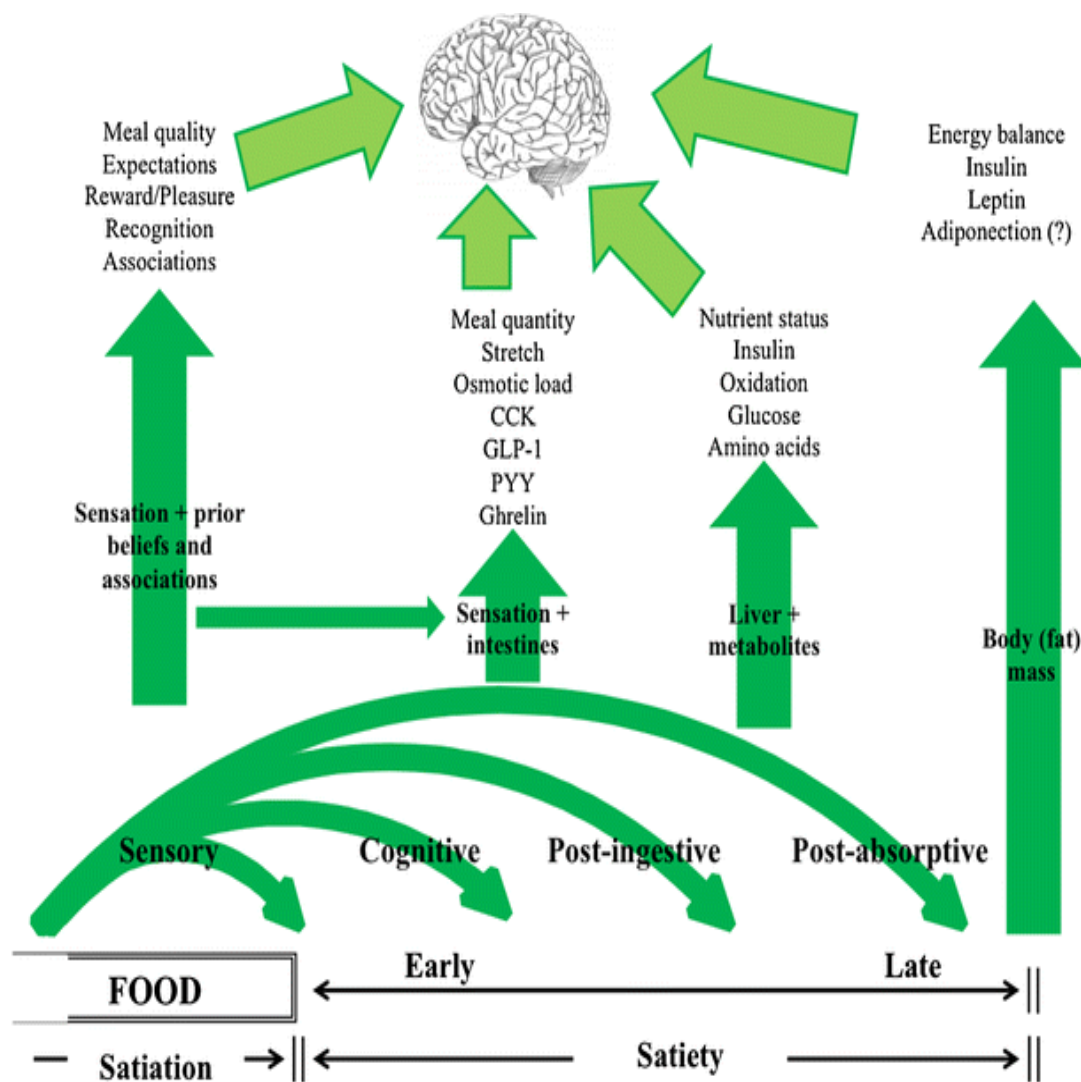 Meal quality
Expectations
Reward/Pleasure
Recognition
Associations
Energy balance
Insulin
Leptin
Adiponection (?)
Meal quantity
Stretch
Osmotic load
CCK
GLP-1
PYY
Ghrelin
Nutrient status
Insulin
Oxidation
Glucose
Amino acids
Sensation + prior
beliefs and
associations
Sensation +
intestines
Liver +
metabolites
Body (fat)
mass
Sensory
Cognitive
Post-ingestive
Post-absorptive
FOOD
Early
Late
Satiation
Satiety